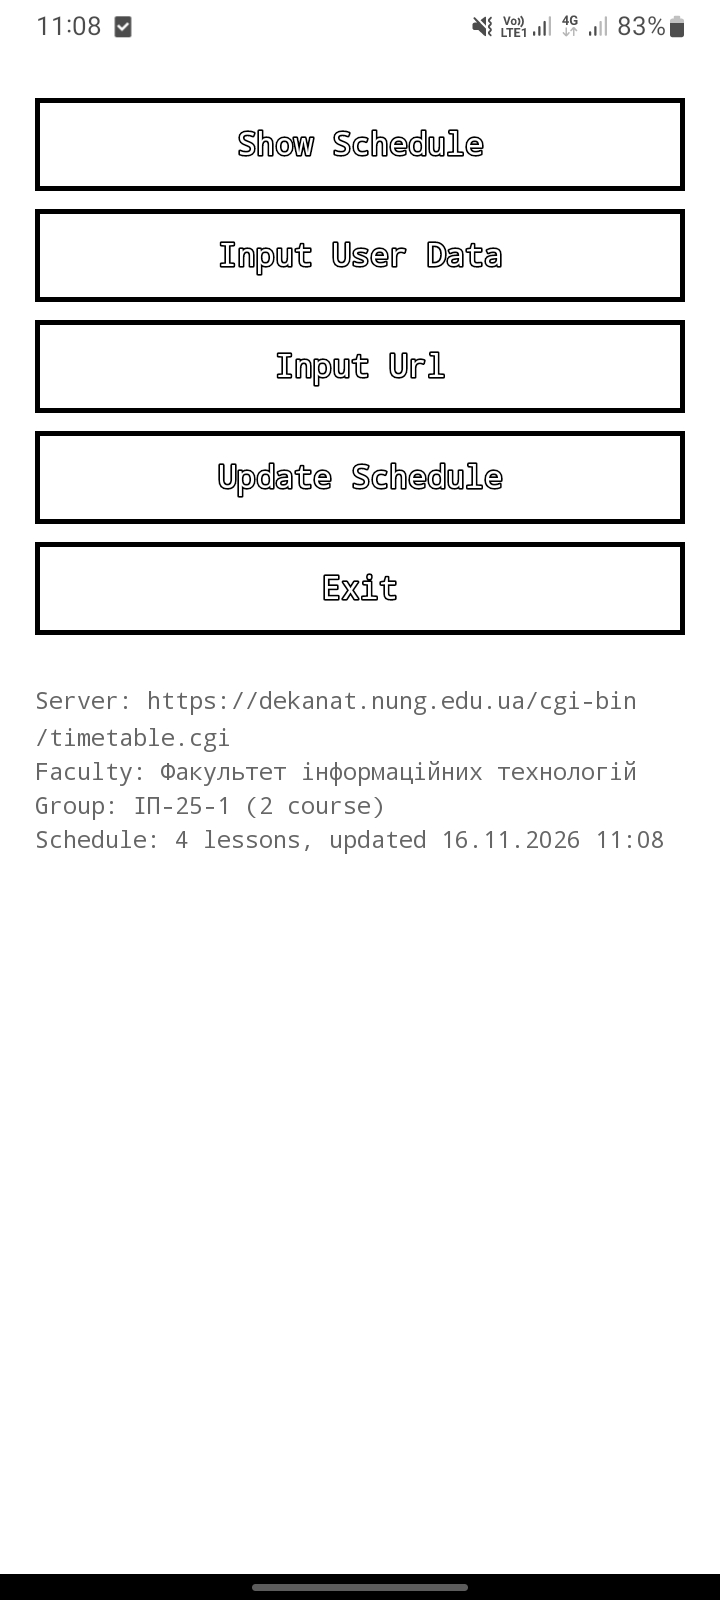 11:08 Vo)) LTE1 4G 83%
Show Schedule
Input User Data
Input Url
Update Schedule
Exit
Server: https://dekanat.nung.edu.ua/cgi-bin
/timetable.cgi
Faculty: Факультет інформаційних технологій
Group: ІП-25-1 (2 course)
Schedule: 4 lessons, updated 16.11.2026 11:08